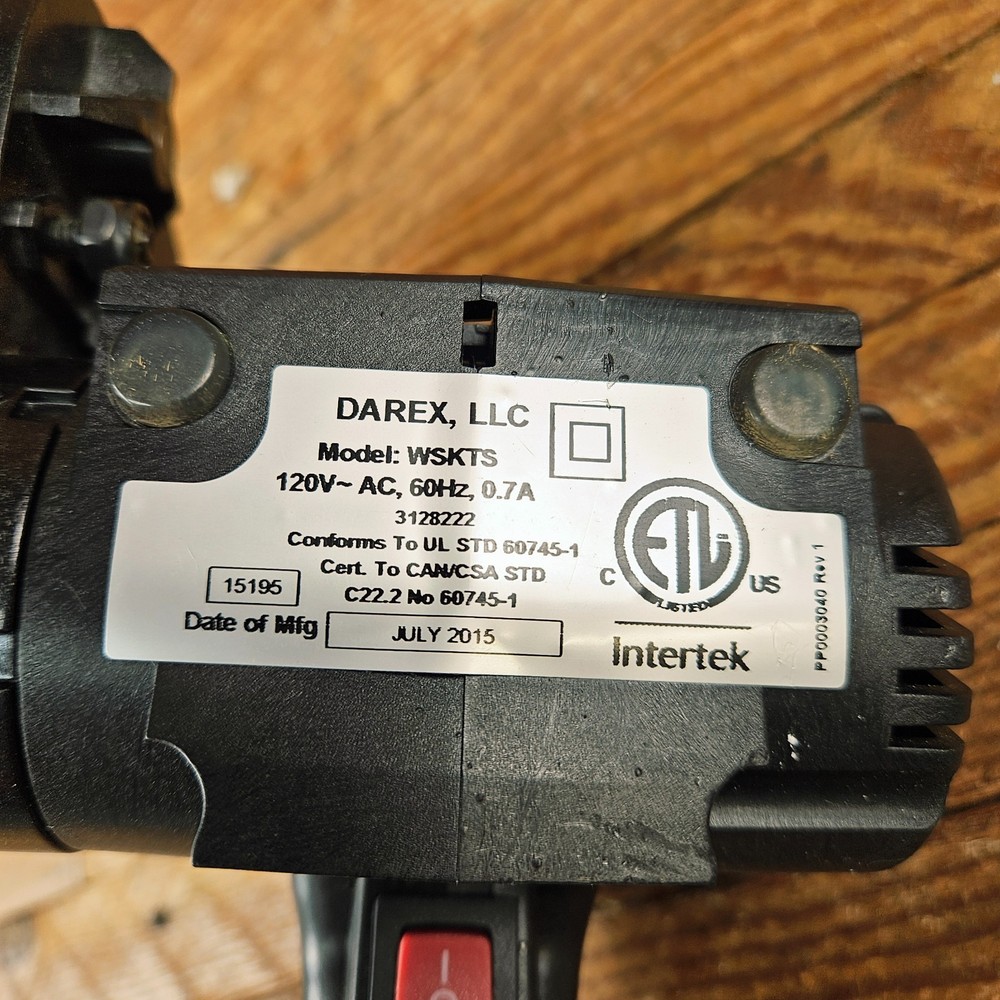 DAREX, LLC
Model: WSKTS
120V~ AC, 60Hz, 0.7A
3128222
Conforms To UL STD 60745-1
Cert. To CAN/CSA STD
C22.2 No 60745-1
15195
Date of Mfg
JULY 2015
ETL
LISTED
C
US
Intertek
PP0003040 Rev 1